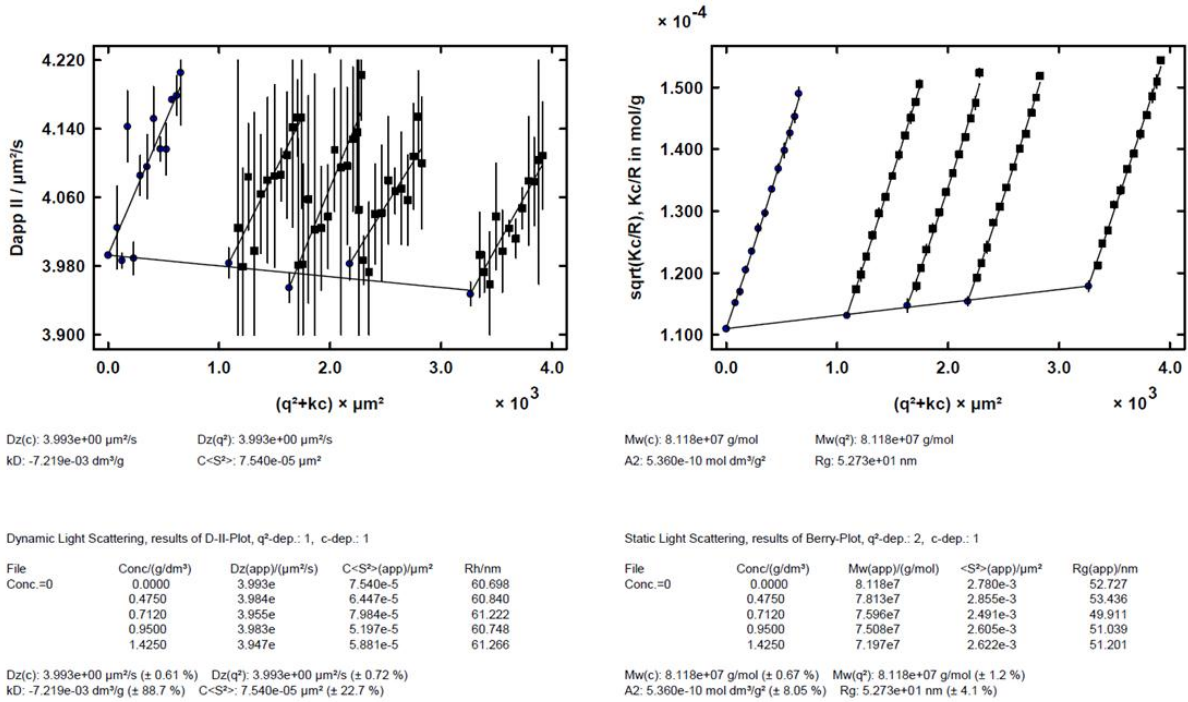 × 10⁻⁴
Dapp II / µm²/s
4.220
4.140
4.060
3.980
3.900
0.0 1.0 2.0 3.0 4.0
(q²+kc) × µm² × 10³
sqrt(Kc/R), Kc/R in mol/g
1.500
1.400
1.300
1.200
1.100
0.0 1.0 2.0 3.0 4.0
(q²+kc) × µm² × 10³
Dz(c): 3.993e+00 µm²/s Dz(q²): 3.993e+00 µm²/s
kD: -7.219e-03 dm³/g C<S²>: 7.540e-05 µm²
Mw(c): 8.118e+07 g/mol Mw(q²): 8.118e+07 g/mol
A2: 5.360e-10 mol dm³/g² Rg: 5.273e+01 nm
Dynamic Light Scattering, results of D-II-Plot, q²-dep.: 1, c-dep.: 1
File Conc/(g/dm³) Dz(app)/(µm²/s) C<S²>(app)/µm² Rh/nm
Conc.=0 0.0000 3.993e 7.540e-5 60.698
0.4750 3.984e 6.447e-5 60.840
0.7120 3.955e 7.984e-5 61.222
0.9500 3.983e 5.197e-5 60.748
1.4250 3.947e 5.881e-5 61.266
Dz(c): 3.993e+00 µm²/s (± 0.61 %) Dz(q²): 3.993e+00 µm²/s (± 0.72 %)
kD: -7.219e-03 dm³/g (± 88.7 %) C<S²>: 7.540e-05 µm² (± 22.7 %)
Static Light Scattering, results of Berry-Plot, q²-dep.: 2, c-dep.: 1
File Conc/(g/dm³) Mw(app)/(g/mol) <S²>(app)/µm² Rg(app)/nm
Conc.=0 0.0000 8.118e7 2.780e-3 52.727
0.4750 7.813e7 2.855e-3 53.436
0.7120 7.596e7 2.491e-3 49.911
0.9500 7.508e7 2.605e-3 51.039
1.4250 7.197e7 2.622e-3 51.201
Mw(c): 8.118e+07 g/mol (± 0.67 %) Mw(q²): 8.118e+07 g/mol (± 1.2 %)
A2: 5.360e-10 mol dm³/g² (± 8.05 %) Rg: 5.273e+01 nm (± 4.1 %)